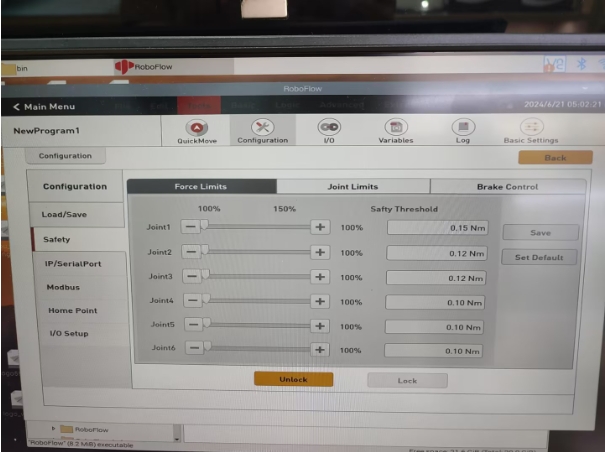 bin
RoboFlow
RoboFlow
< Main Menu
2024/6/21 05:02:21
NewProgram1
QuickMove
Configuration
I/O
Variables
Log
Basic Settings
Configuration
Back
Configuration
Force Limits
Joint Limits
Brake Control
Load/Save
100%
150%
Safty Threshold
Safety
Joint1
100%
0.15 Nm
Save
IP/SerialPort
Joint2
100%
0.12 Nm
Set Default
Modbus
Joint3
100%
0.12 Nm
Home Point
Joint4
100%
0.10 Nm
I/O Setup
Joint5
100%
0.10 Nm
Joint6
100%
0.10 Nm
Unlock
Lock
RoboFlow
"RoboFlow" (8.3 MiB) executable